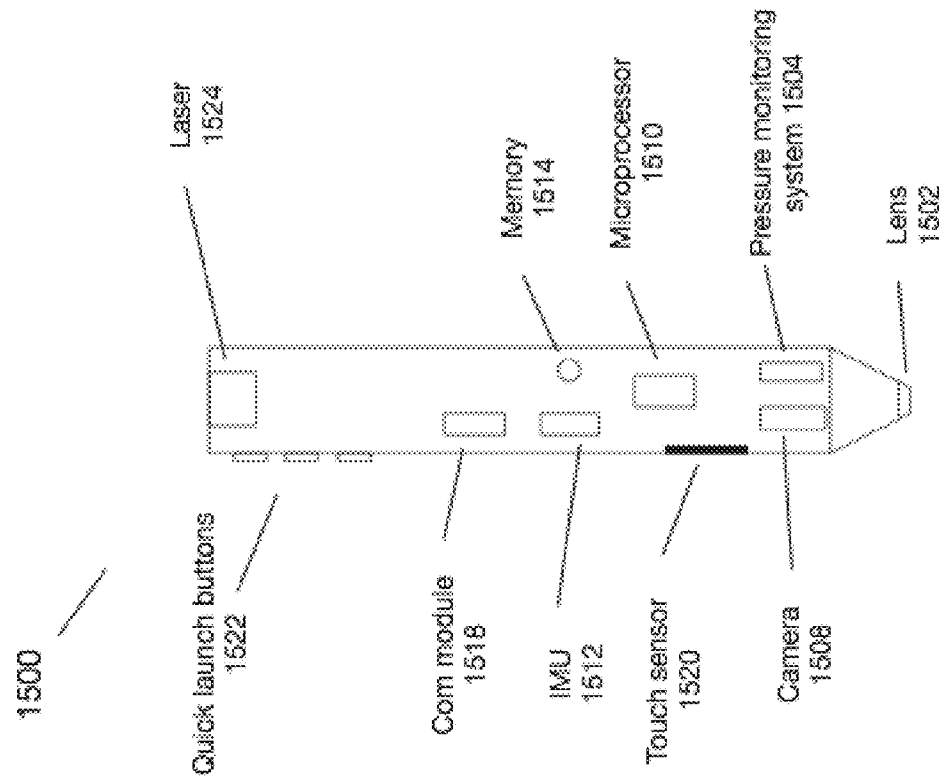 1500
Laser
1524
Quick launch buttons
1522
Com module
1518
Memory
1514
IMU
1512
Microprocessor
1510
Touch sensor
1520
Pressure monitoring
system 1504
Camera
1508
Lens
1502